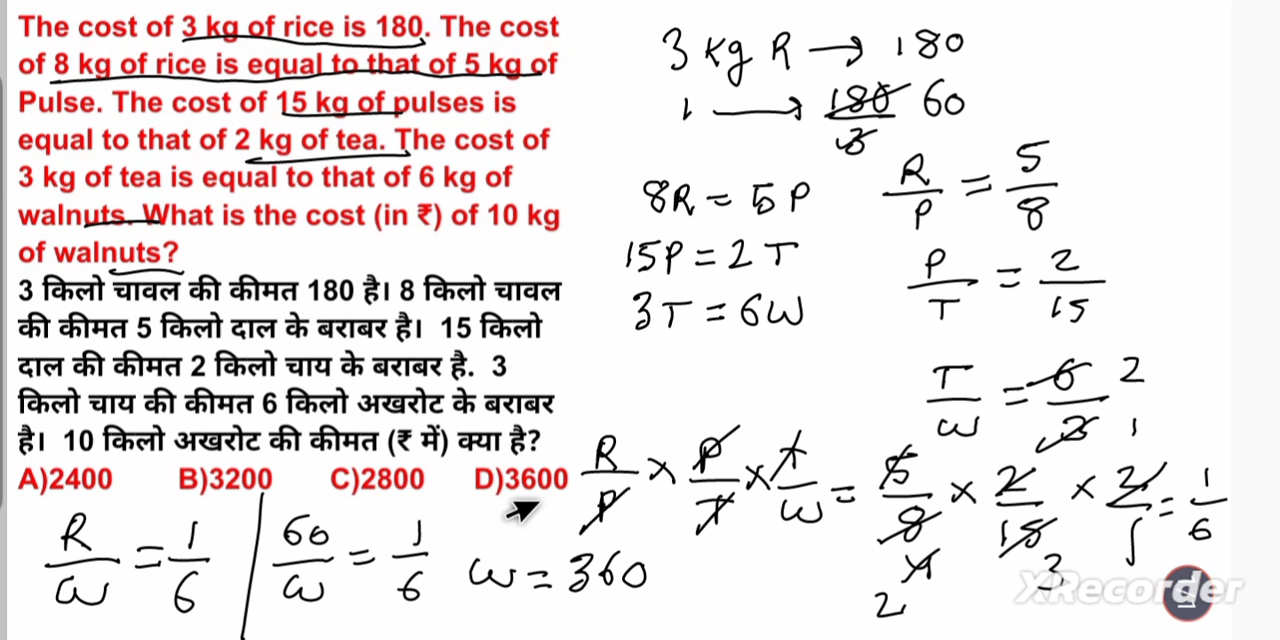 The cost of 3 kg of rice is 180. The cost
of 8 kg of rice is equal to that of 5 kg of
Pulse. The cost of 15 kg of pulses is
equal to that of 2 kg of tea. The cost of
3 kg of tea is equal to that of 6 kg of
walnuts. What is the cost (in ₹) of 10 kg
of walnuts?
3 किलो चावल की कीमत 180 है। 8 किलो चावल
की कीमत 5 किलो दाल के बराबर है। 15 किलो
दाल की कीमत 2 किलो चाय के बराबर है. 3
किलो चाय की कीमत 6 किलो अखरोट के बराबर
है। 10 किलो अखरोट की कीमत (₹ में) क्या है?
A)2400 B)3200 C)2800 D)3600
R/W = 1/6 | 60/W = 1/6 W = 360
3 kg R → 180
1 → 180/3 60
8R = 5P
15P = 2T
3T = 6W
R/P = 5/8
P/T = 2/15
T/W = 6/3 2 1
R/P × P/T × T/W = 5/8 × 2/15 × 2/1 = 1/6
4 3
2
XRecorder